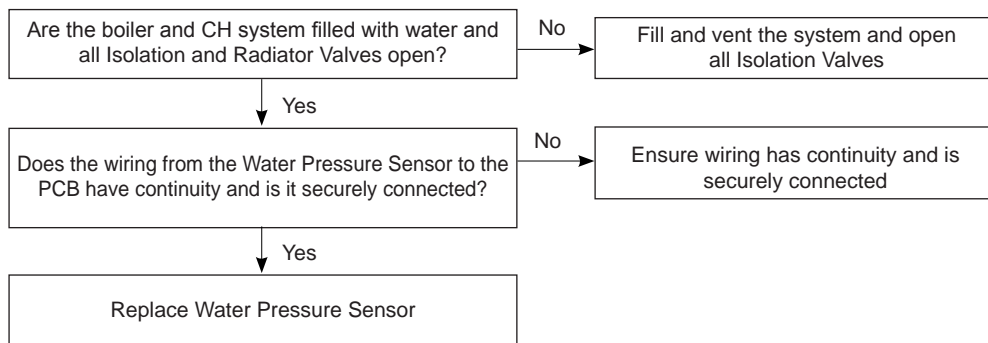 Are the boiler and CH system filled with water and
all Isolation and Radiator Valves open?
No
Fill and vent the system and open
all Isolation Valves
Yes
Does the wiring from the Water Pressure Sensor to the
PCB have continuity and is it securely connected?
No
Ensure wiring has continuity and is
securely connected
Yes
Replace Water Pressure Sensor